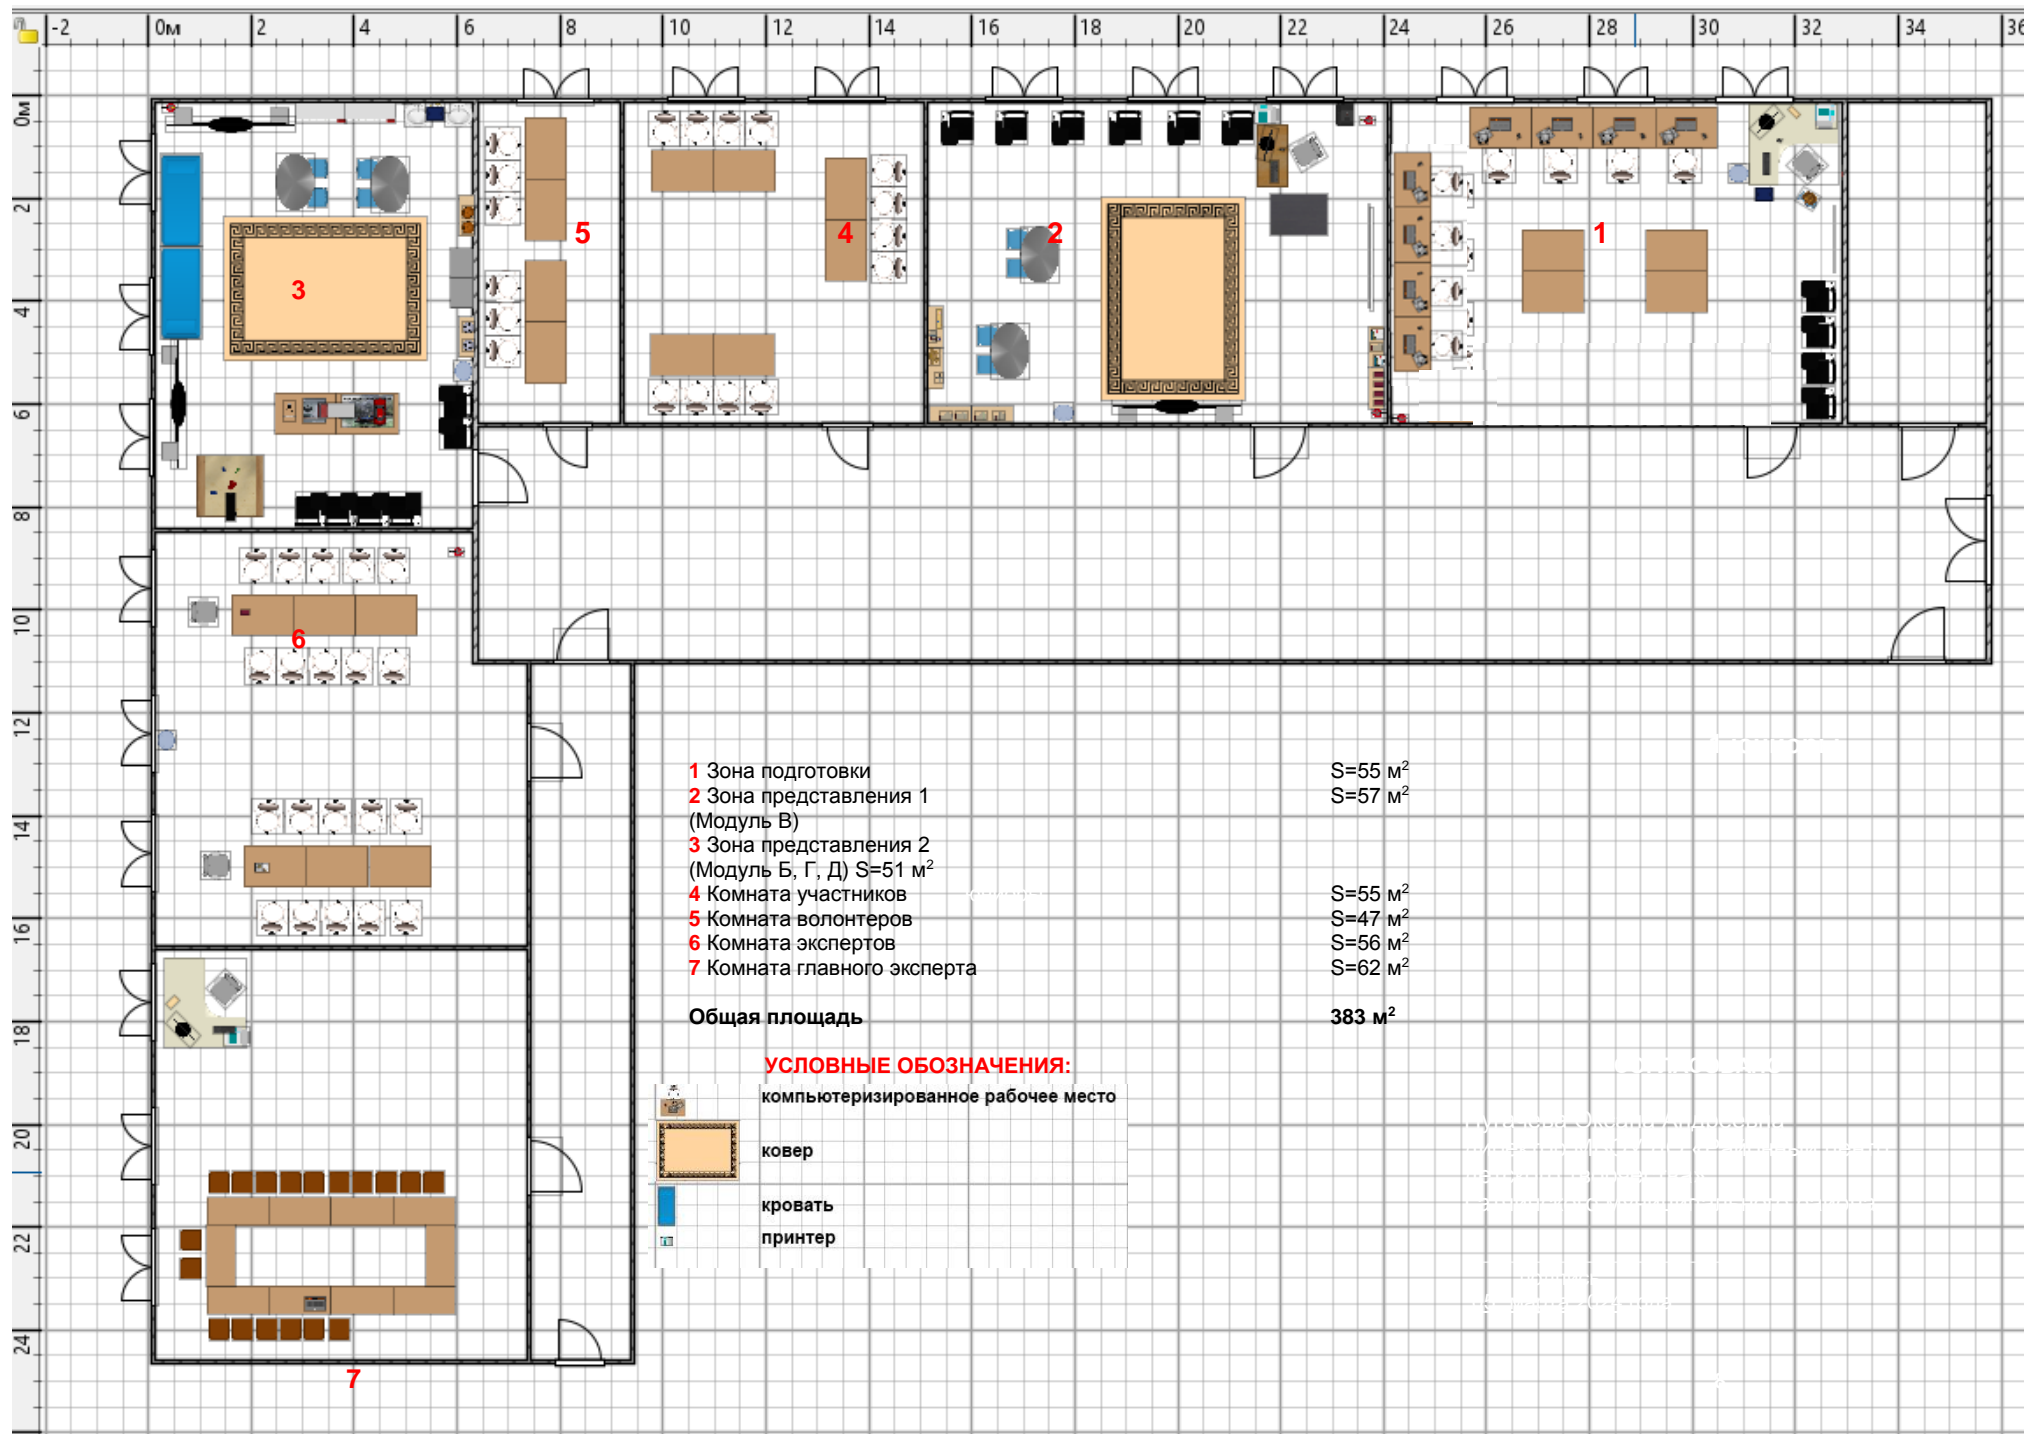 -2 0м 2 4 6 8 10 12 14 16 18 20 22 24 26 28 30 32 34 36
0м
2
4
6
8
10
12
14
16
18
20
22
24
3
5
4
2
1
6
7
1 Зона подготовки S=55 м²
2 Зона представления 1 S=57 м²
(Модуль В)
3 Зона представления 2
(Модуль Б, Г, Д) S=51 м²
4 Комната участников S=55 м²
5 Комната волонтеров S=47 м²
6 Комната экспертов S=56 м²
7 Комната главного эксперта S=62 м²
Общая площадь 383 м²
УСЛОВНЫЕ ОБОЗНАЧЕНИЯ:
компьютеризированное рабочее место
ковер
кровать
принтер